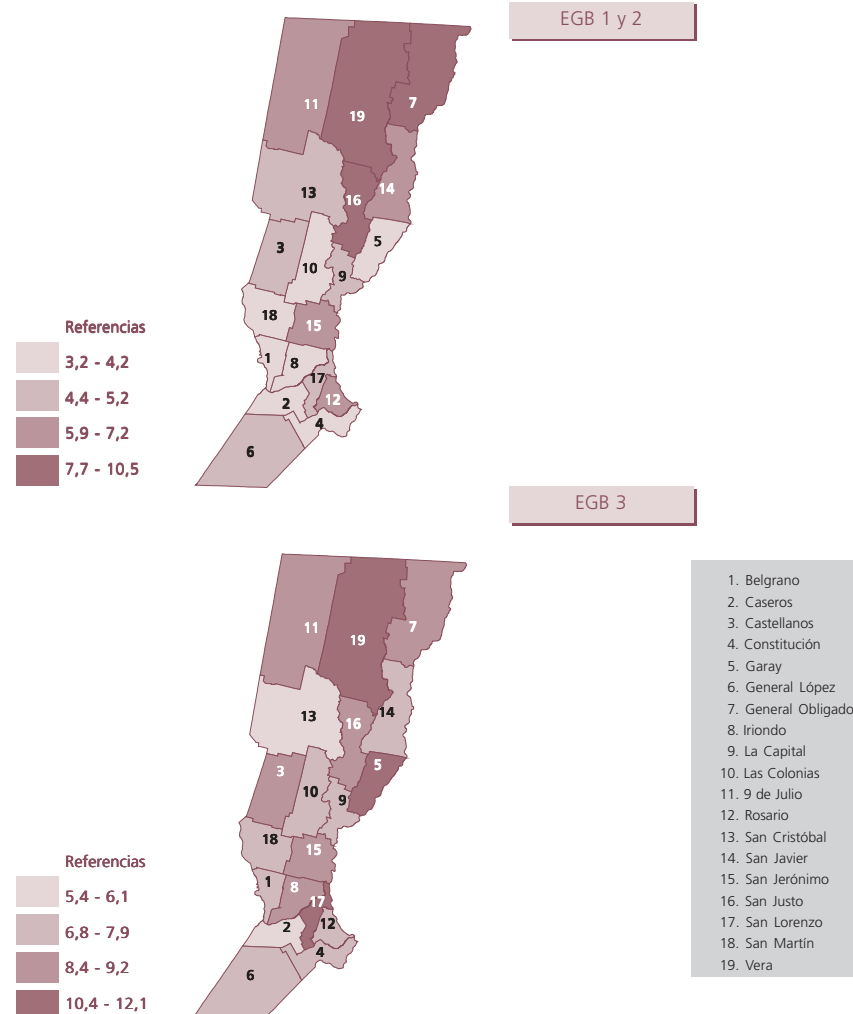 EGB 1 y 2
11
19
7
13
16
14
3
10
5
9
18
15
1
8
17
2
12
4
6
Referencias
3,2 - 4,2
4,4 - 5,2
5,9 - 7,2
7,7 - 10,5
EGB 3
11
19
7
13
16
14
3
10
5
9
18
15
1
8
17
2
12
4
6
Referencias
5,4 - 6,1
6,8 - 7,9
8,4 - 9,2
10,4 - 12,1
1. Belgrano
2. Caseros
3. Castellanos
4. Constitución
5. Garay
6. General López
7. General Obligado
8. Iriondo
9. La Capital
10. Las Colonias
11. 9 de Julio
12. Rosario
13. San Cristóbal
14. San Javier
15. San Jerónimo
16. San Justo
17. San Lorenzo
18. San Martín
19. Vera